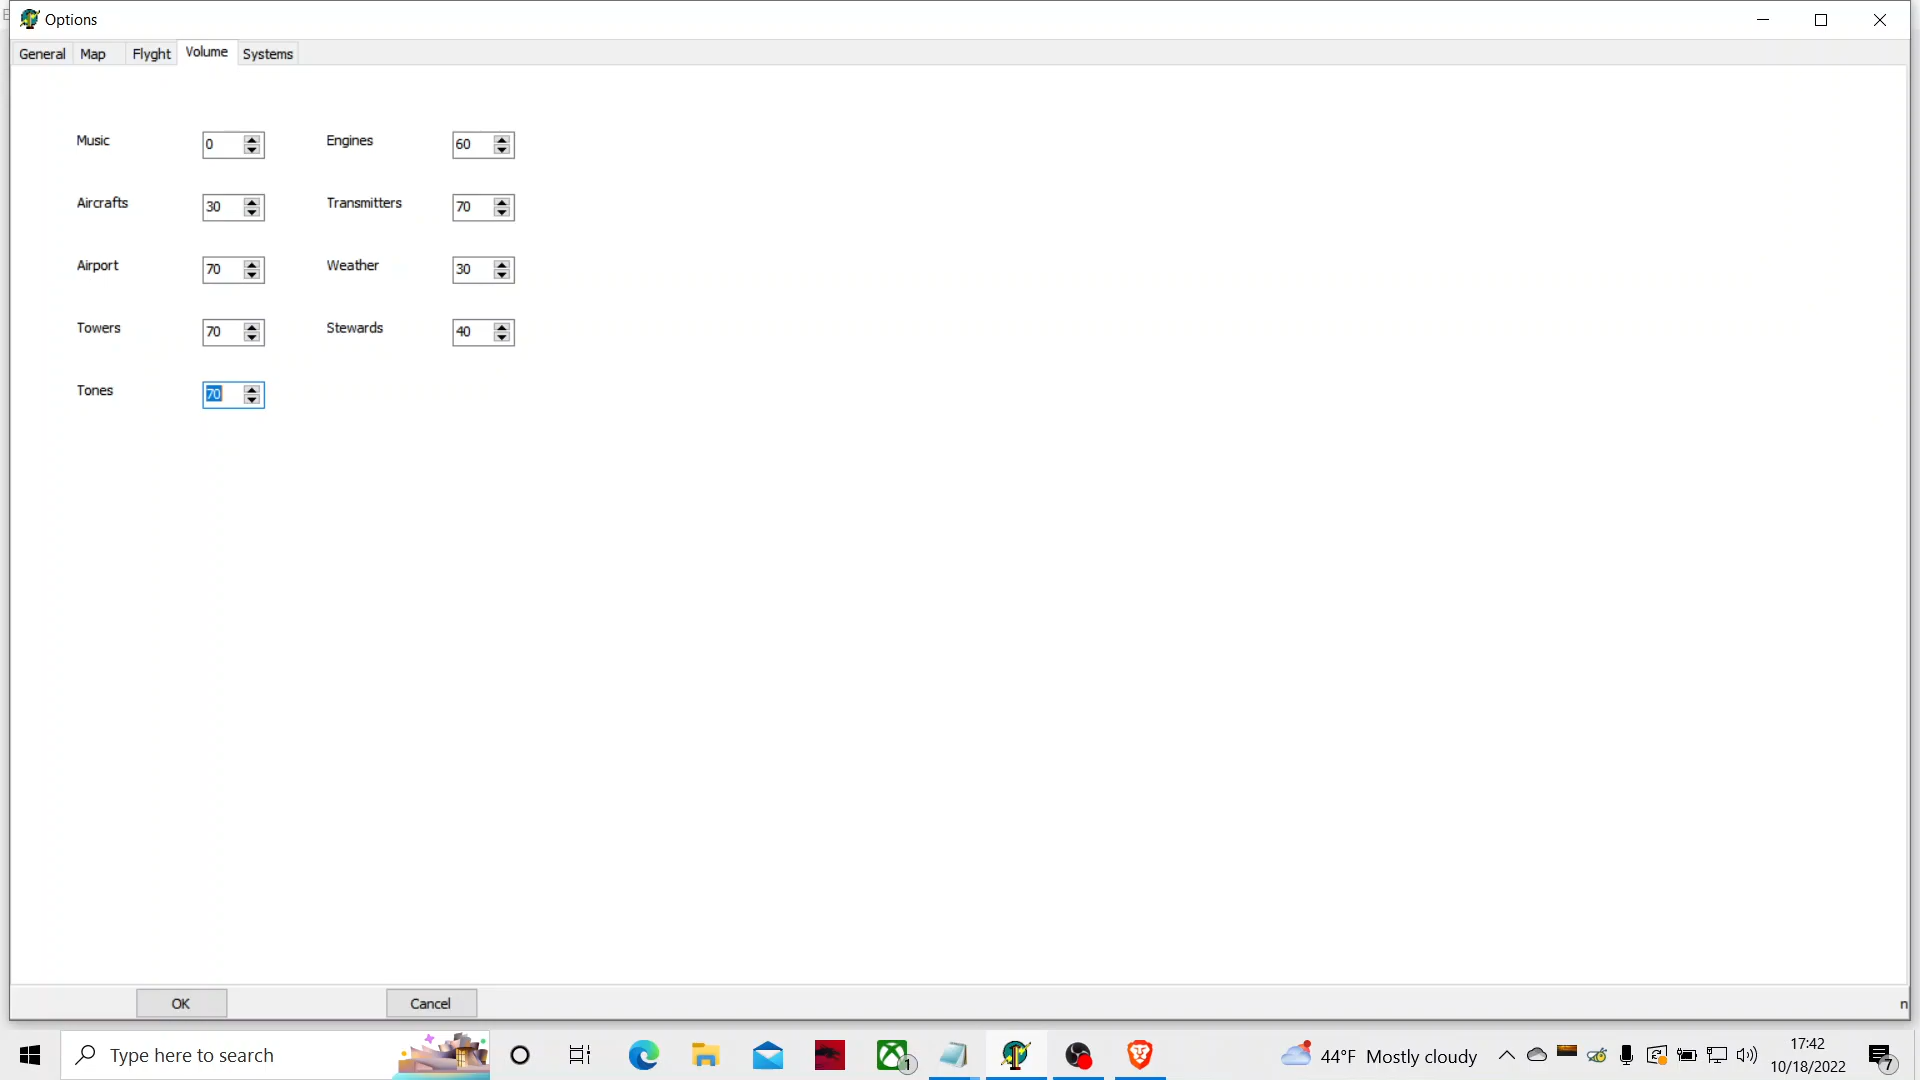 Options
General Map Flyght Volume Systems
Music 0 Engines 60
Aircrafts 30 Transmitters 70
Airport 70 Weather 30
Towers 70 Stewards 40
Tones 70
OK Cancel n
Type here to search 1 44°F Mostly cloudy 17:42
10/18/2022 7